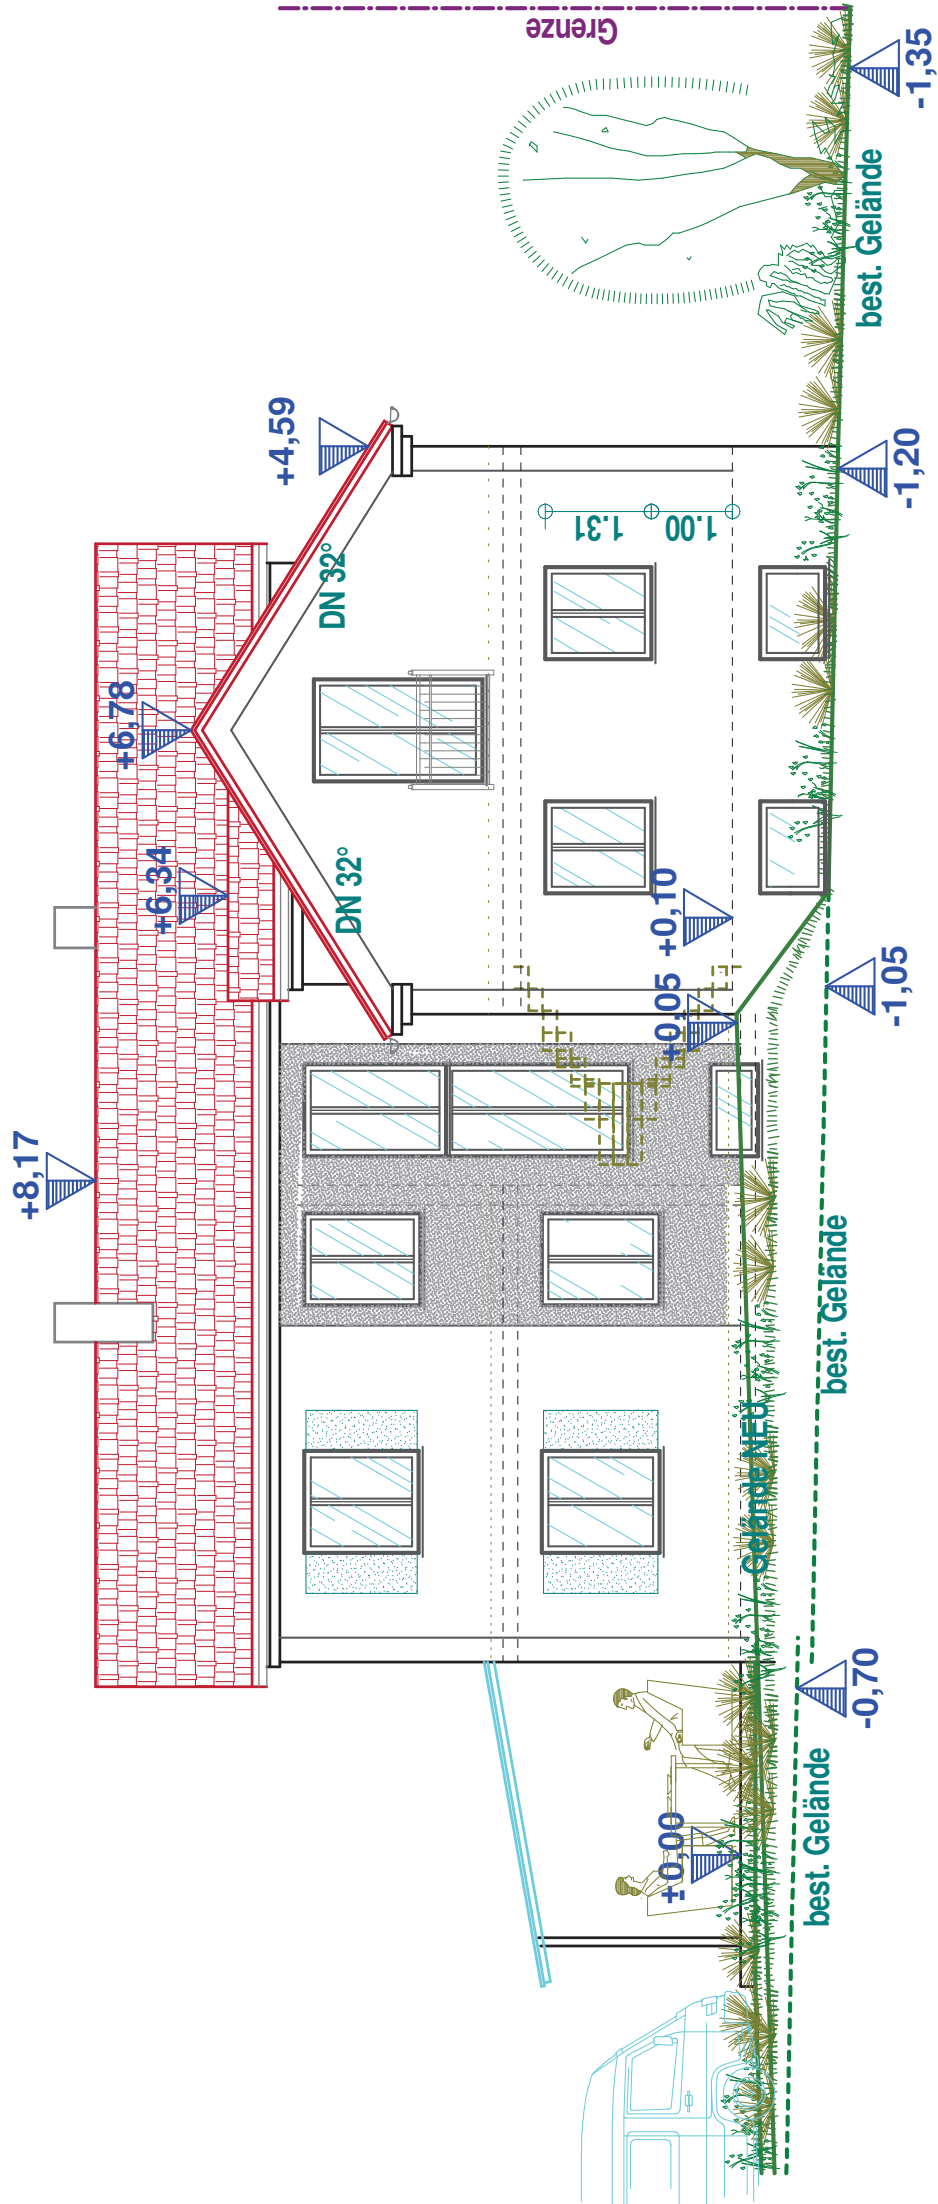 +8,17
+6,78
+6,34
+4,59
DN 32°
DN 32°
1.31
1.00
+0,10
+0,05
±0,00
Gelände NEU
best. Gelände
best. Gelände
best. Gelände
-0,70
-1,05
-1,20
-1,35
Grenze